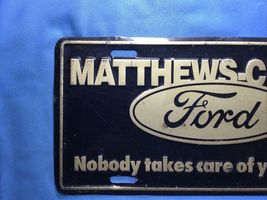 MATTHEWS-C
Ford
Nobody takes care of y